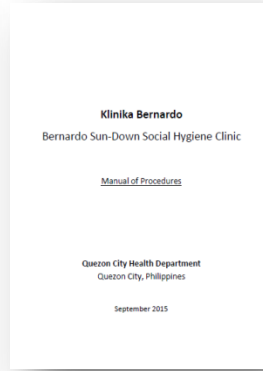 Klinika Bernardo
Bernardo Sun-Down Social Hygiene Clinic
Manual of Procedures
Quezon City Health Department
Quezon City, Philippines
September 2015